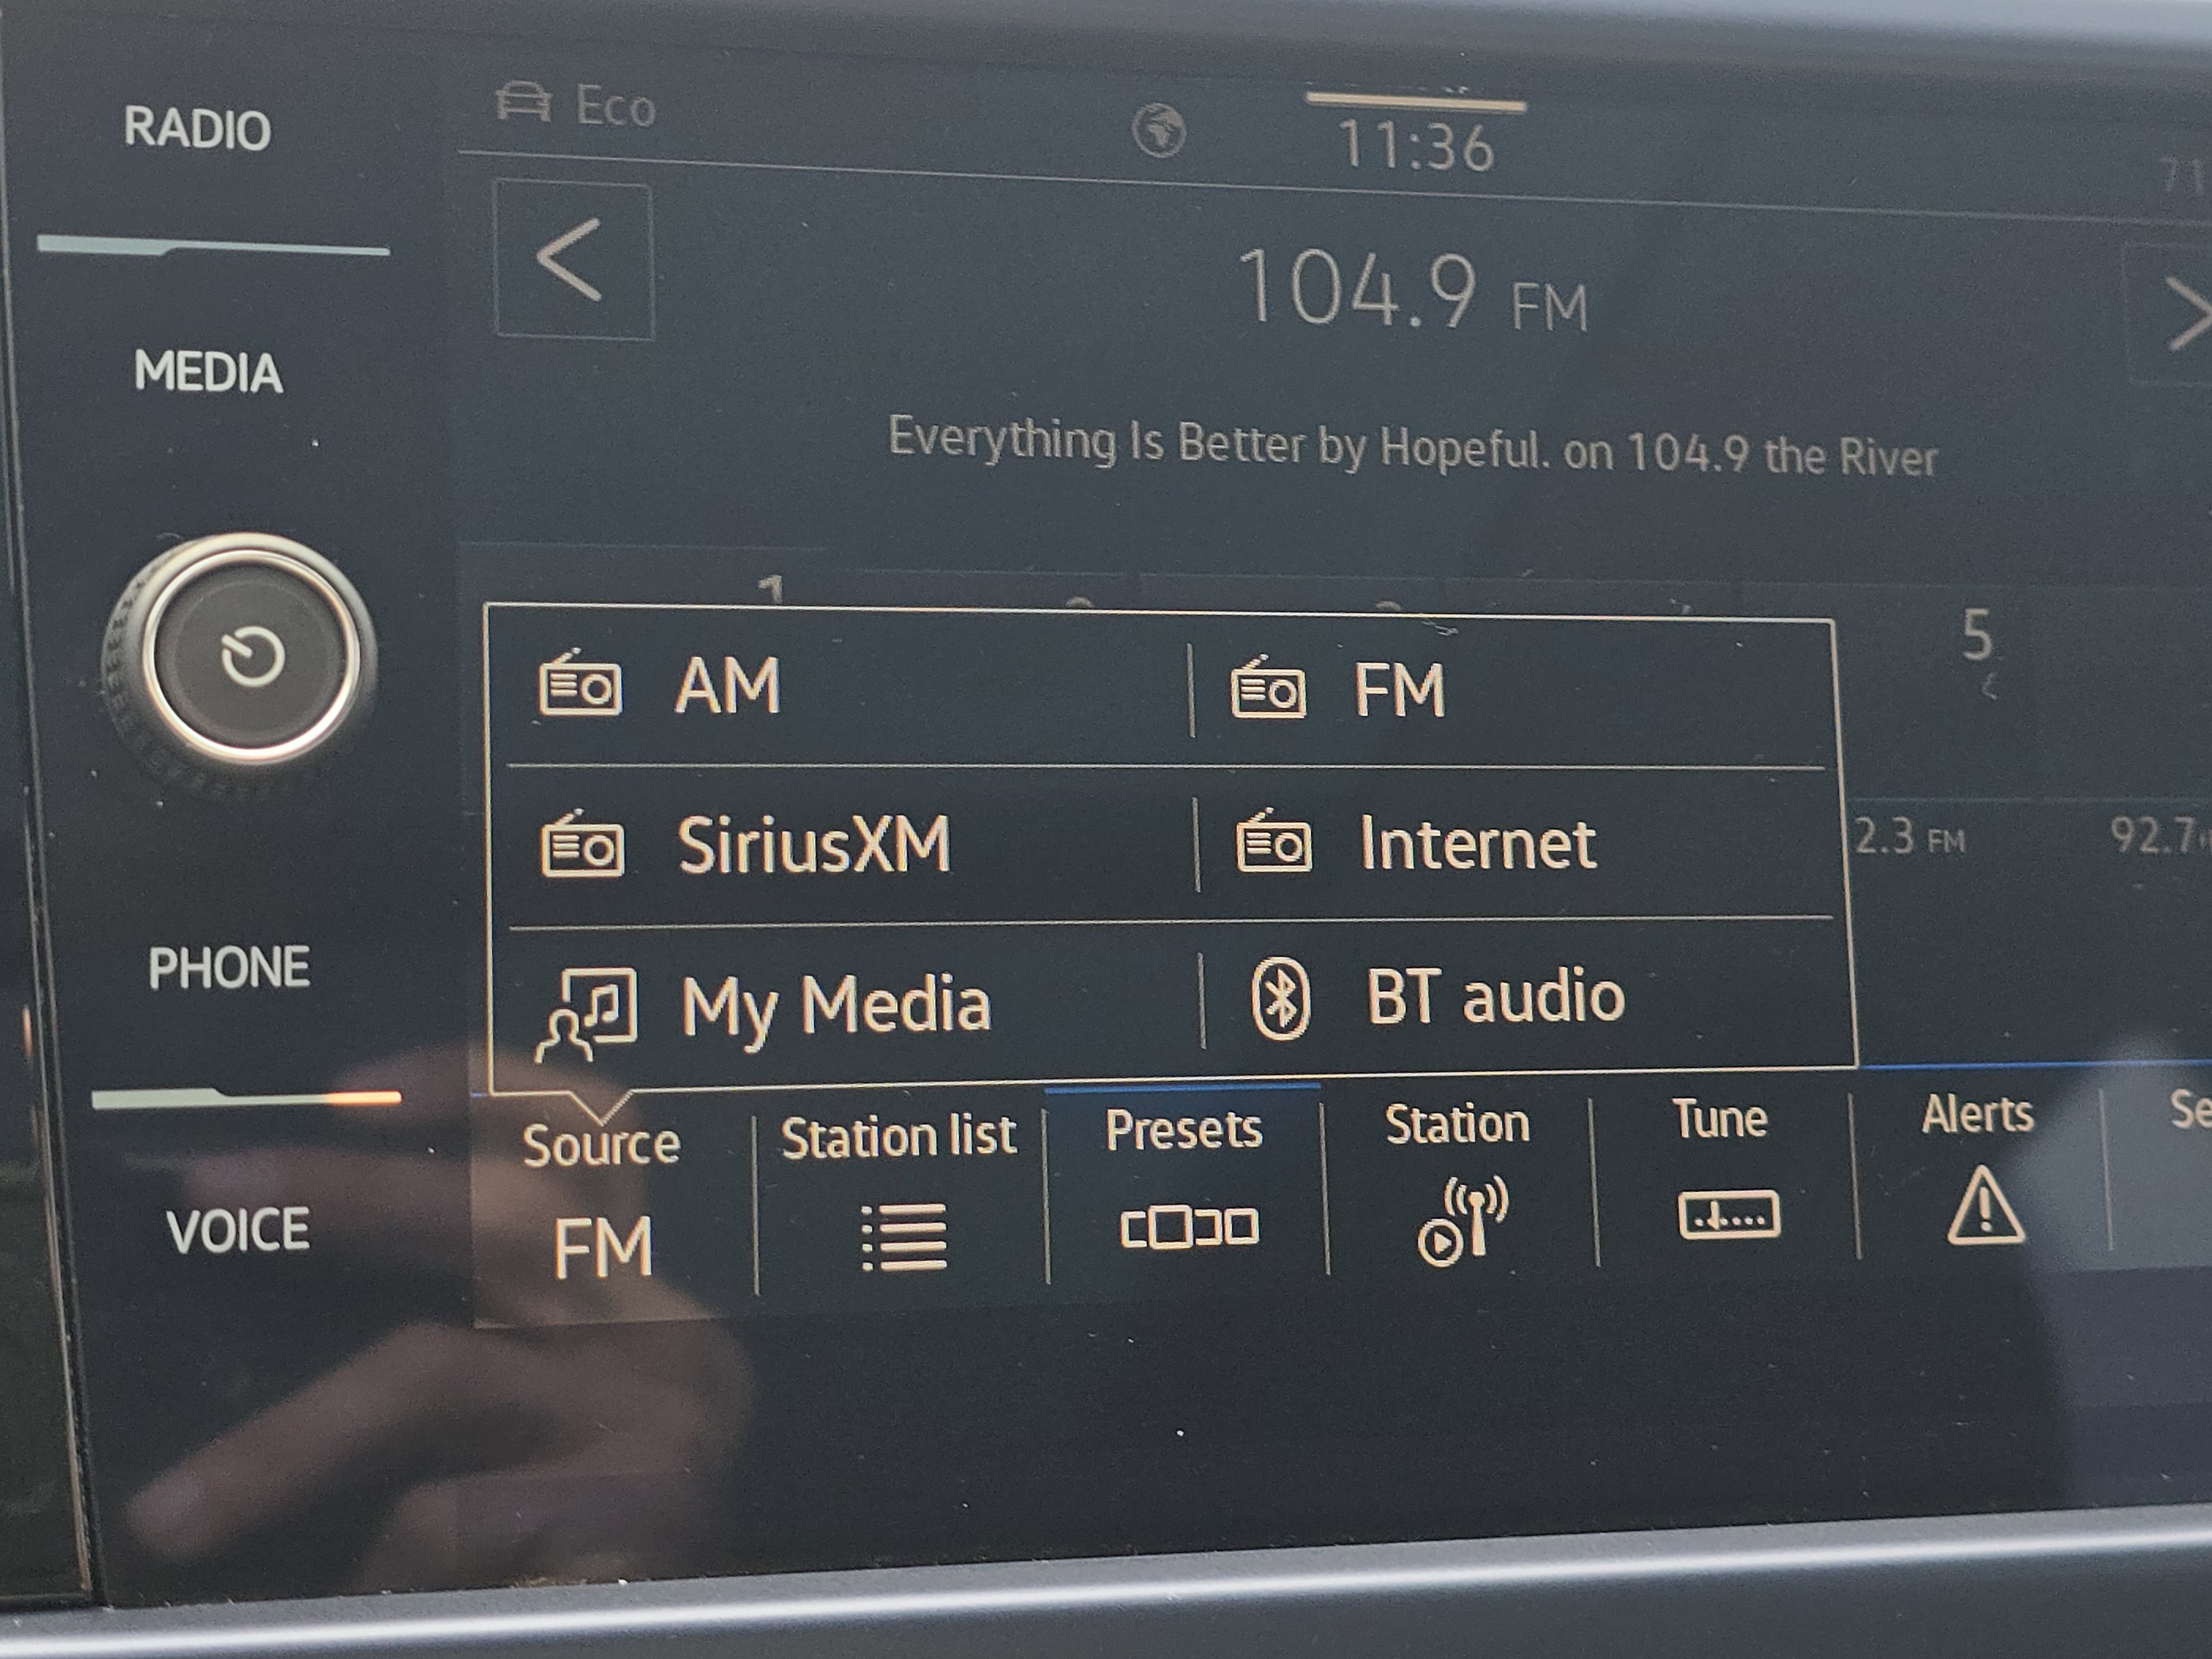 RADIO
MEDIA
PHONE
VOICE
Eco
11:36
104.9 FM
Everything Is Better by Hopeful. on 104.9 the River
1
5
AM
FM
SiriusXM
Internet
2.3 FM
92.7
My Media
BT audio
Source
FM
Station list
Presets
Station
Tune
Alerts